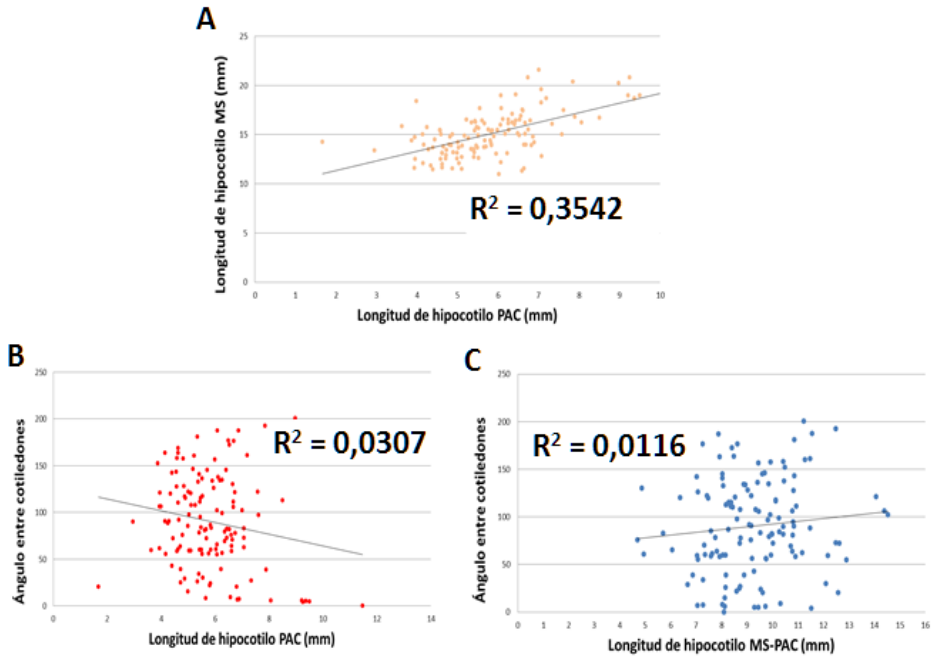 A
Longitud de hipocotilo MS (mm)
25
20
15
10
5
0
R² = 0,3542
0 1 2 3 4 5 6 7 8 9 10
Longitud de hipocotilo PAC (mm)
B
Ángulo entre cotiledones
250
200
150
100
50
0
R² = 0,0307
0 2 4 6 8 10 12 14
Longitud de hipocotilo PAC (mm)
C
Ángulo entre cotiledones
250
200
150
100
50
0
R² = 0,0116
0 1 2 3 4 5 6 7 8 9 10 11 12 13 14 15 16
Longitud de hipocotilo MS-PAC (mm)